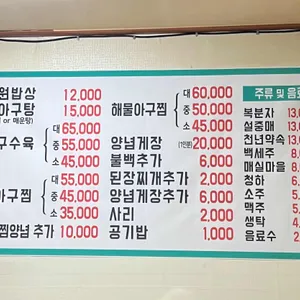 원밥상 12,000
아구탕 15,000
or 매운탕)
구수육 대 65,000
중 55,000
소 45,000
아구찜 대 55,000
중 45,000
소 35,000
찜양념 추가 10,000
해물아구찜 대 60,000
중 50,000
소 45,000
양념게장 (1인분) 20,000
불백추가 6,000
된장찌개추가 2,000
양념게장추가 6,000
사리 2,000
공기밥 1,000
주류 및 음료
복분자 13,
설중매 13,
천년약속
백세주
매실마을
청하
소주
맥주
생탁
음료수